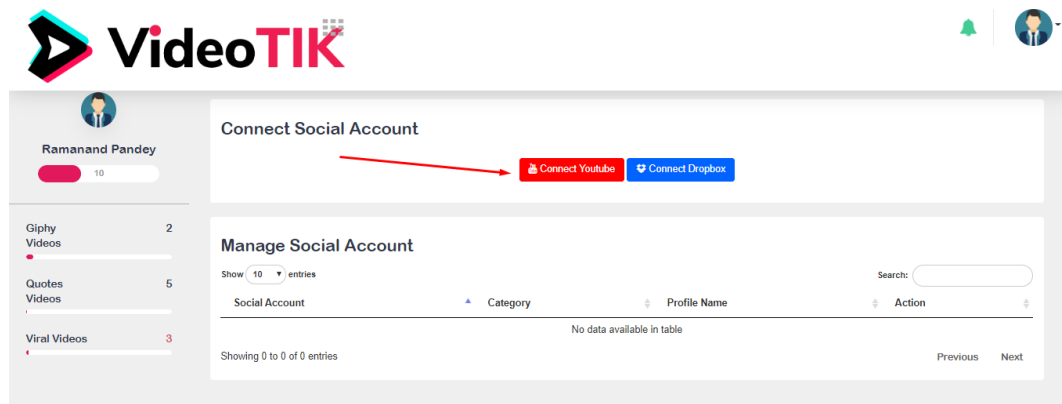 VideoTIK
Ramanand Pandey
10
Giphy Videos 2
Quotes Videos 5
Viral Videos 3
Connect Social Account
Connect Youtube Connect Dropbox
Manage Social Account
Show 10 entries Search:
Social Account Category Profile Name Action
No data available in table
Showing 0 to 0 of 0 entries Previous Next